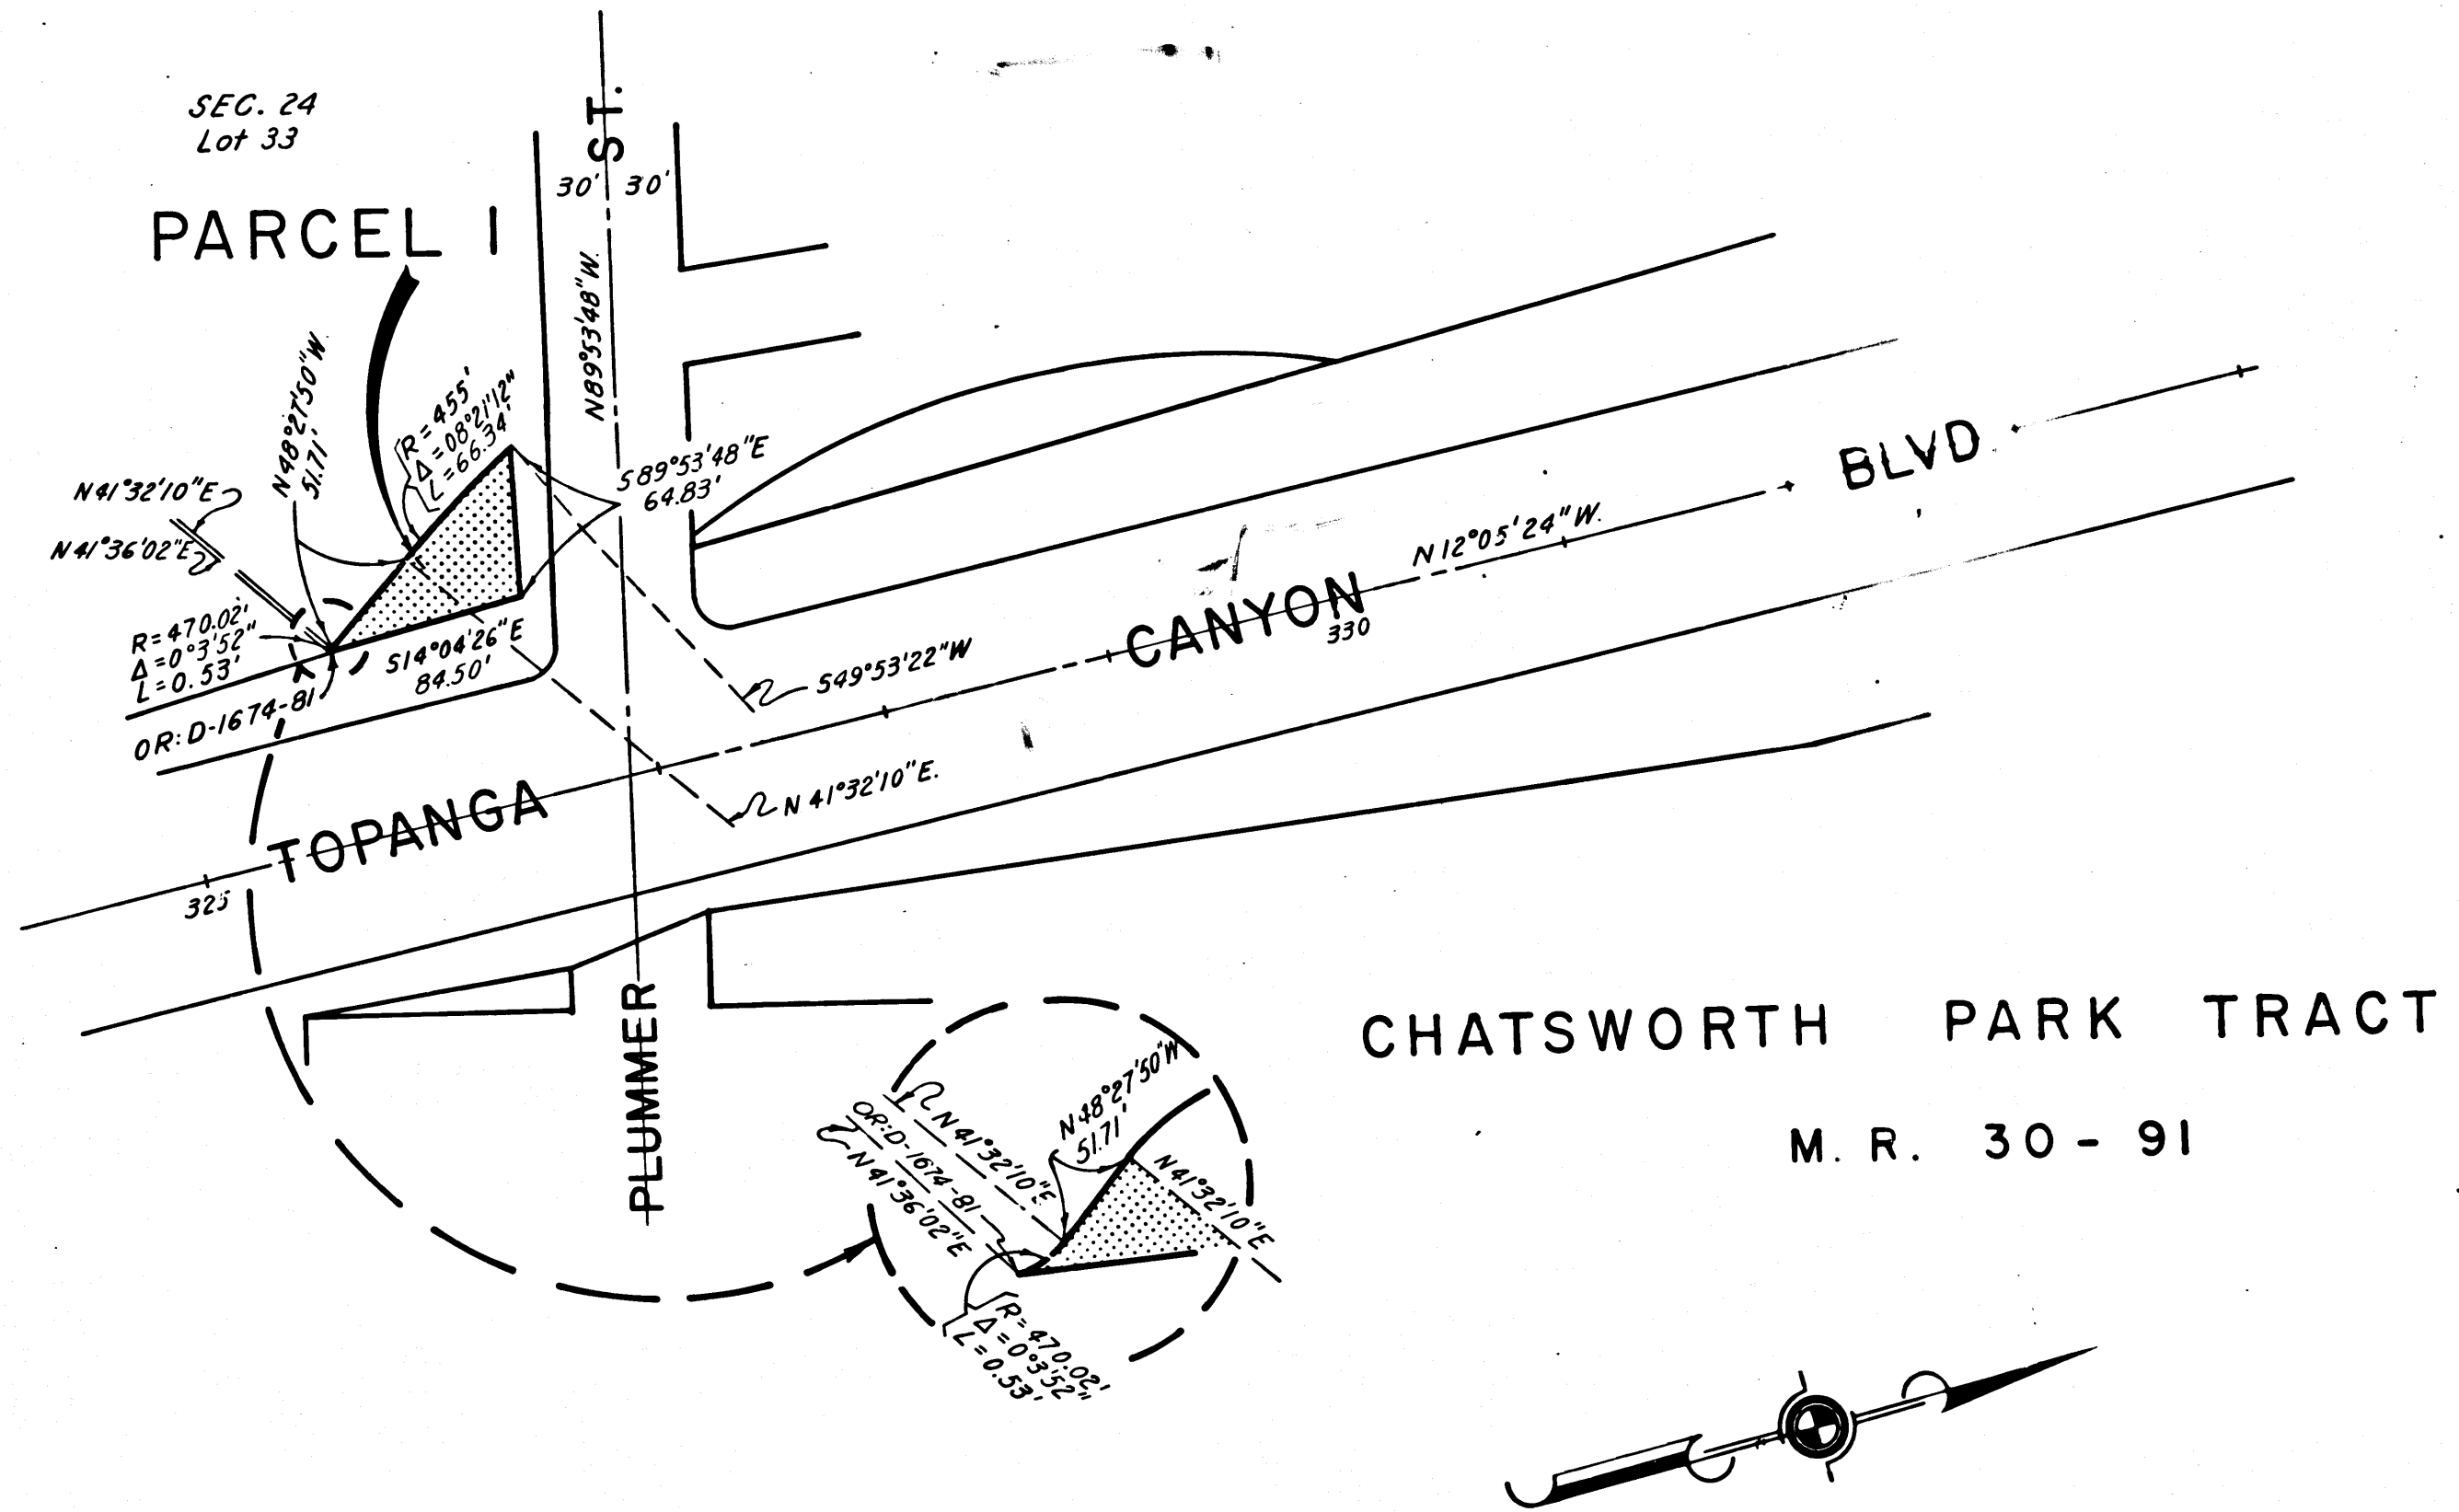 SEC. 24
Lot 33
PARCEL 1
ST.
30' 30'
N89°53'48"W.
N48°27'50"W.
51.71'
R=455'
Δ=08°21'12"
L=66.34'
S89°53'48"E
64.83'
N41°32'10"E
N41°36'02"E
R=470.02'
Δ=0°3'52"
L=0.53'
S14°04'26"E
84.50'
OR:D-1674-81
S49°53'22"W
N41°32'10"E.
TOPANGA
CANYON
BLVD
N12°05'24"W.
330
325
PLUMMER
CHATSWORTH PARK TRACT
M. R. 30-91
N48°27'50"W
51.71'
N41°32'10"E
OR:D-1674-81
N41°36'02"E
N41°32'10"E
R=470.02'
Δ=0°3'52"
L=0.53'